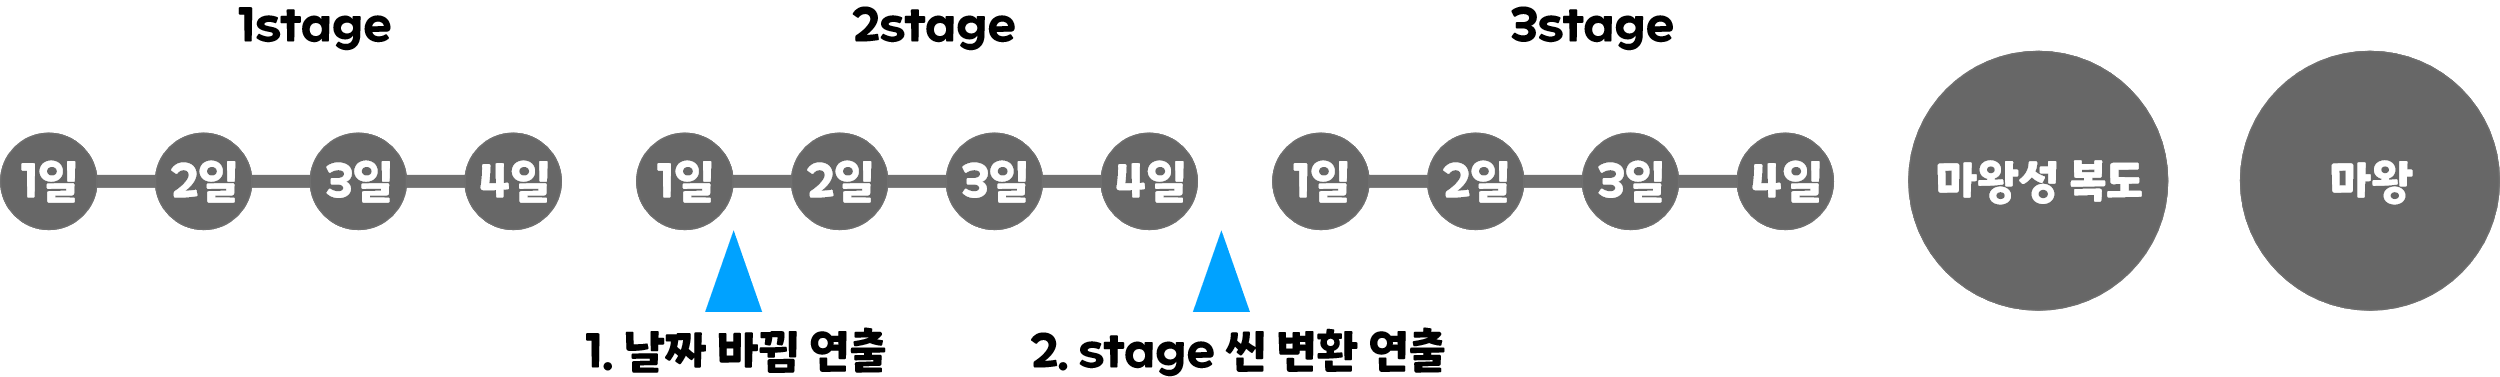 1stage 2stage 3stage
1일 2일 3일 4일 1일 2일 3일 4일 1일 2일 3일 4일 마왕성 복도 마왕
1. 날짜 바뀜 연출 2. stage 씬 변환 연출